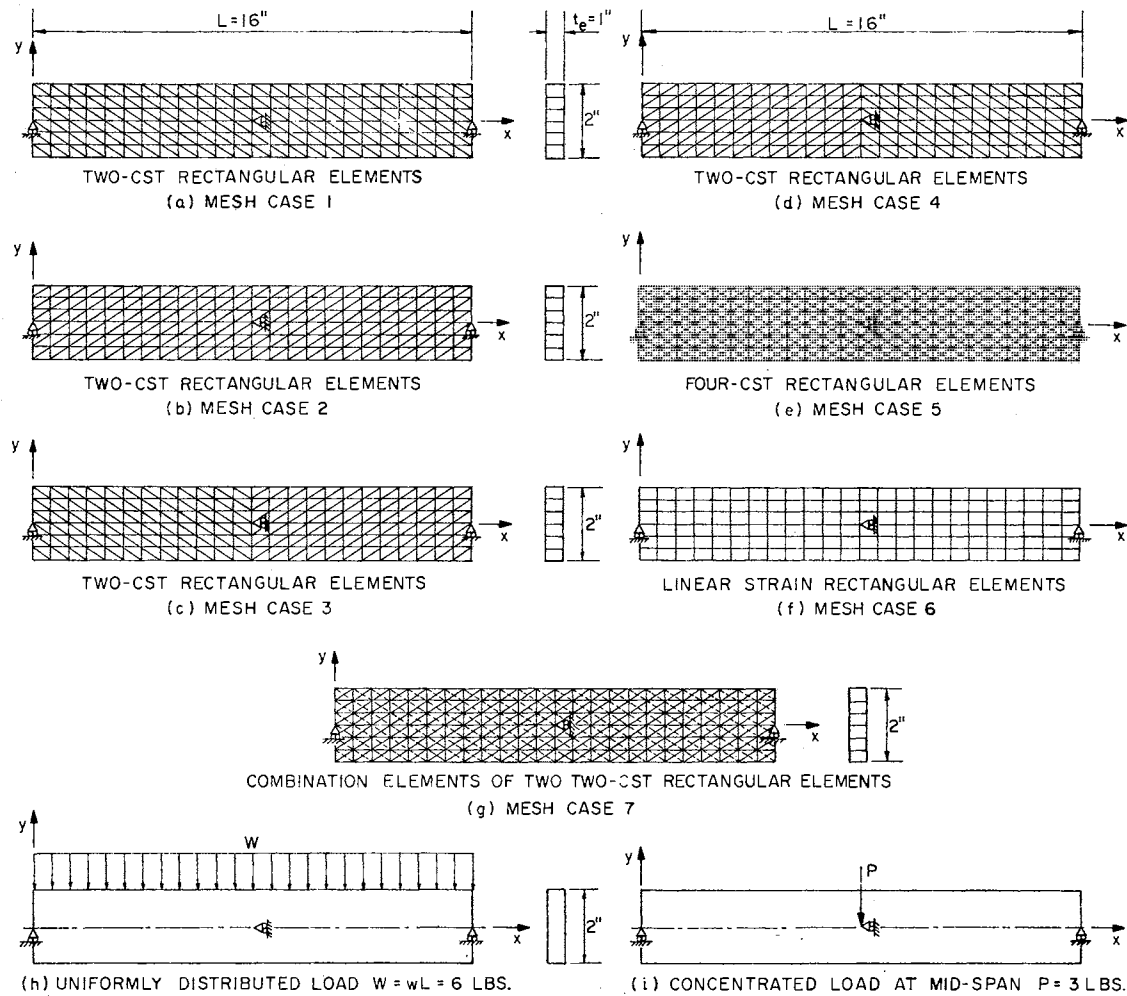 L=16"
te=1"
L=16"
y
y
2"
x
x
TWO-CST RECTANGULAR ELEMENTS
(a) MESH CASE 1
TWO-CST RECTANGULAR ELEMENTS
(d) MESH CASE 4
y
y
2"
x
x
TWO-CST RECTANGULAR ELEMENTS
(b) MESH CASE 2
FOUR-CST RECTANGULAR ELEMENTS
(e) MESH CASE 5
y
y
2"
x
x
TWO-CST RECTANGULAR ELEMENTS
(c) MESH CASE 3
LINEAR STRAIN RECTANGULAR ELEMENTS
(f) MESH CASE 6
y
2"
x
COMBINATION ELEMENTS OF TWO TWO-CST RECTANGULAR ELEMENTS
(g) MESH CASE 7
y
W
y
P
2"
x
x
(h) UNIFORMLY DISTRIBUTED LOAD W = wL = 6 LBS.
(i) CONCENTRATED LOAD AT MID-SPAN P = 3 LBS.